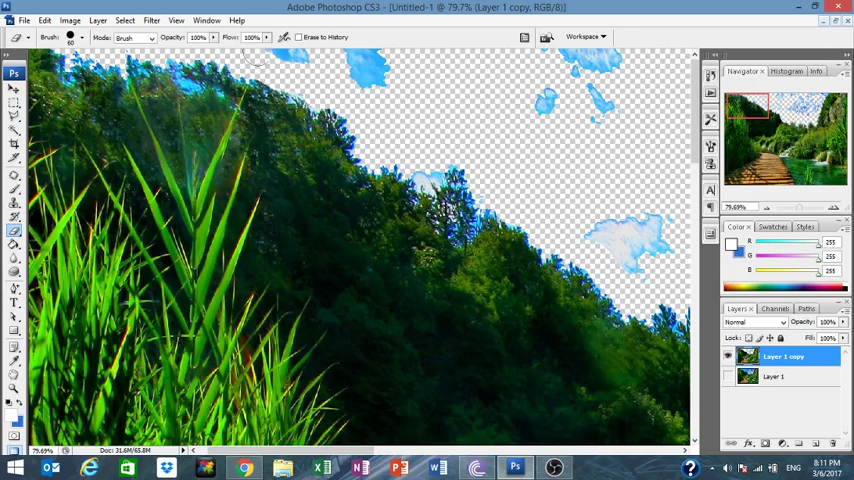 Adobe Photoshop CS3 - [Untitled-1 @ 79.7% (Layer 1 copy, RGB/8)]
File Edit Image Layer Select Filter View Window Help
Brush: 60 Mode: Brush Opacity: 100% Flow: 100% Erase to History Workspace
Ps
Navigator Histogram Info
79.69%
Color Swatches Styles
R 255
G 255
B 255
Layers Channels Paths
Normal Opacity: 100%
Lock: Fill: 100%
Layer 1 copy
Layer 1
79.69% Doc: 31.6M/65.8M
ENG 8:11 PM
3/6/2017